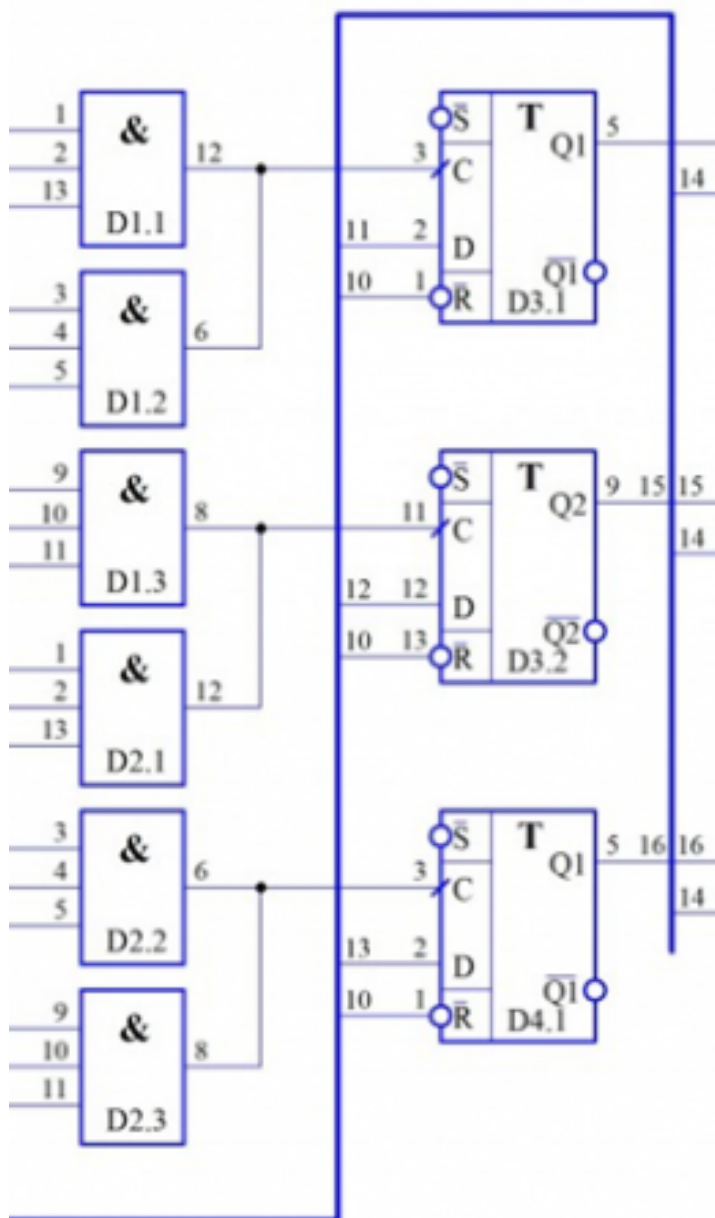 1
&
2
12
13
D1.1
3
&
4
6
5
D1.2
9
&
10
8
11
D1.3
1
&
2
12
13
D2.1
3
&
4
6
5
D2.2
9
&
10
8
11
D2.3
S̅ T
Q1 5
3 C
14
11 2 D
Q̅1̅
10 1 R̅ D3.1
S̅ T
Q2 9 15 15
11 C
14
12 12 D
Q̅2̅
10 13 R̅ D3.2
S̅ T
Q1 5 16 16
3 C
14
13 2 D
Q̅1̅
10 1 R̅ D4.1